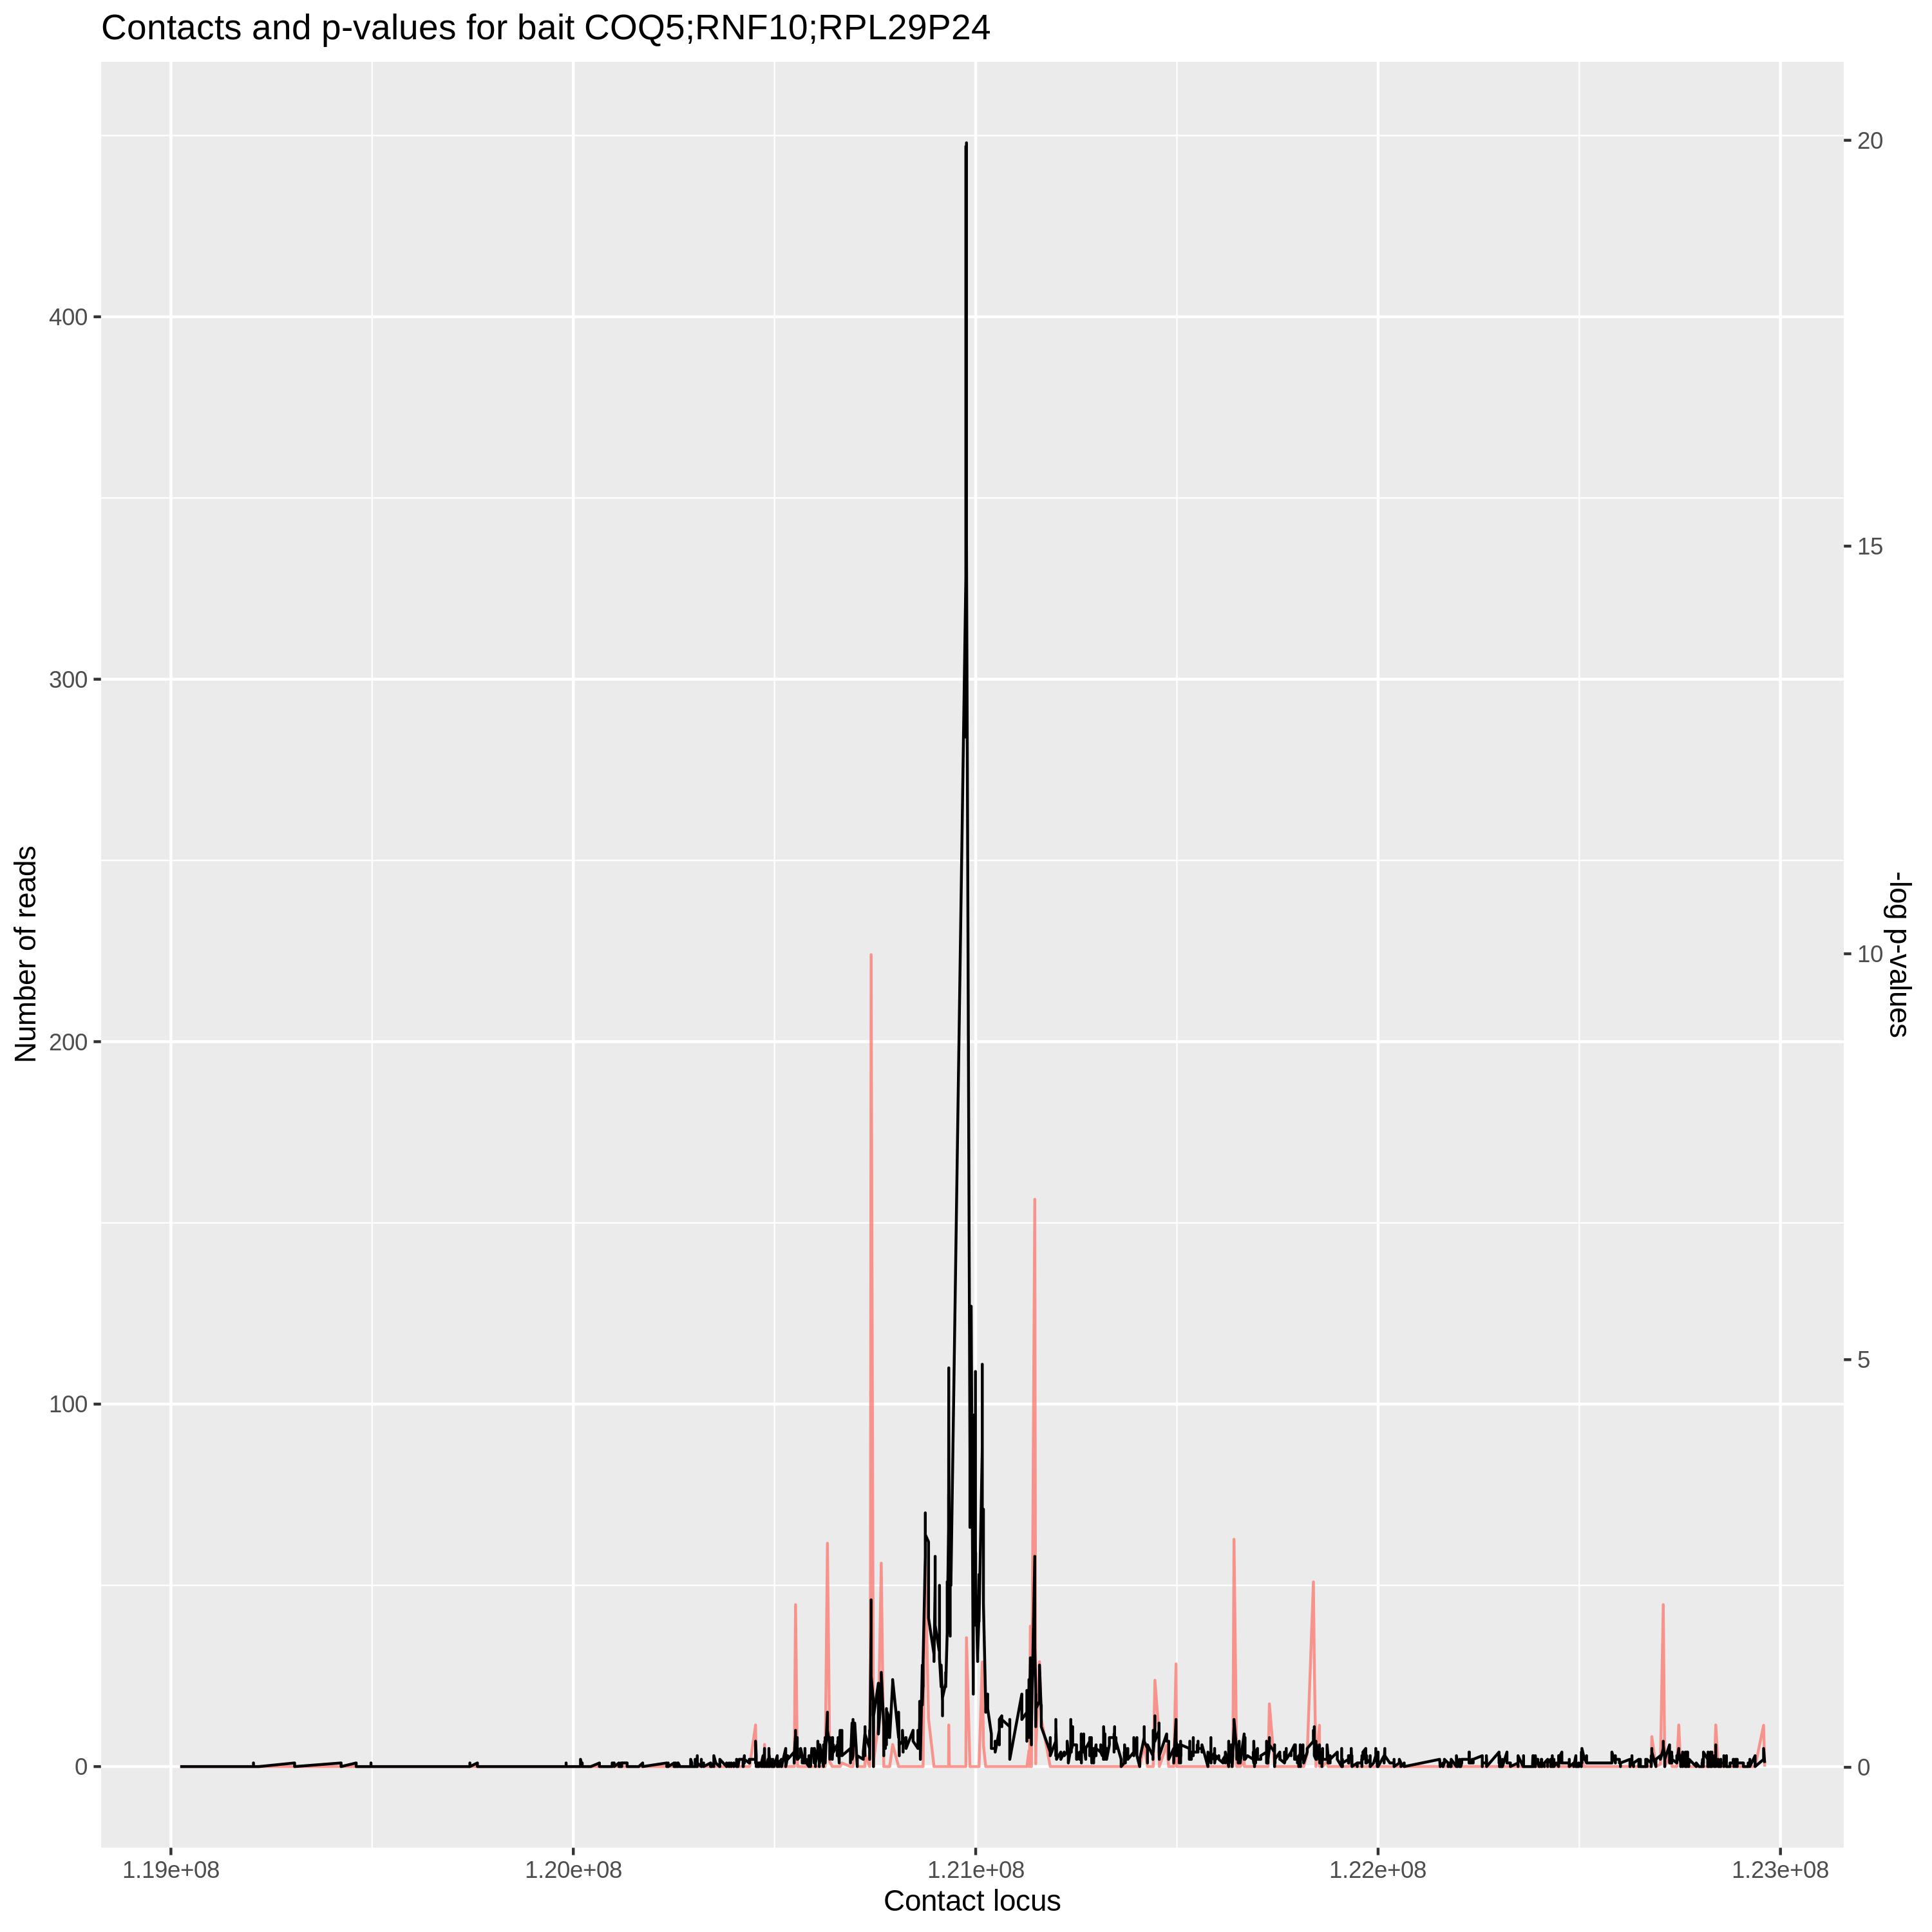 Contacts and p-values for bait COQ5;RNF10;RPL29P24
Number of reads
400
300
200
100
0
20
15
10
5
0
-log p-values
1.19e+08
1.20e+08
1.21e+08
1.22e+08
1.23e+08
Contact locus